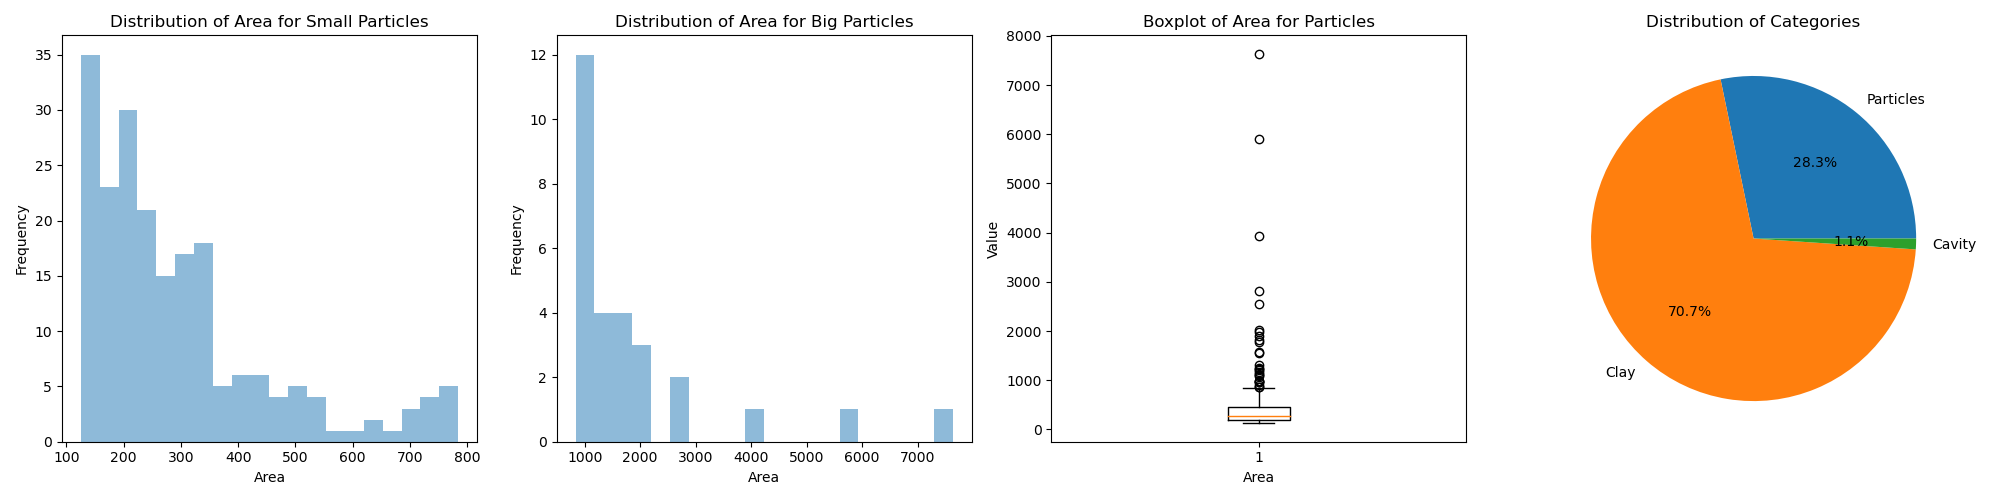 Distribution of Area for Small Particles
35
30
25
20
15
10
5
0
Frequency
100 200 300 400 500 600 700 800
Area
Distribution of Area for Big Particles
12
10
8
6
4
2
0
Frequency
1000 2000 3000 4000 5000 6000 7000
Area
Boxplot of Area for Particles
8000
7000
6000
5000
4000
3000
2000
1000
0
Value
1
Area
Distribution of Categories
Particles
28.3%
1.1%
Cavity
70.7%
Clay